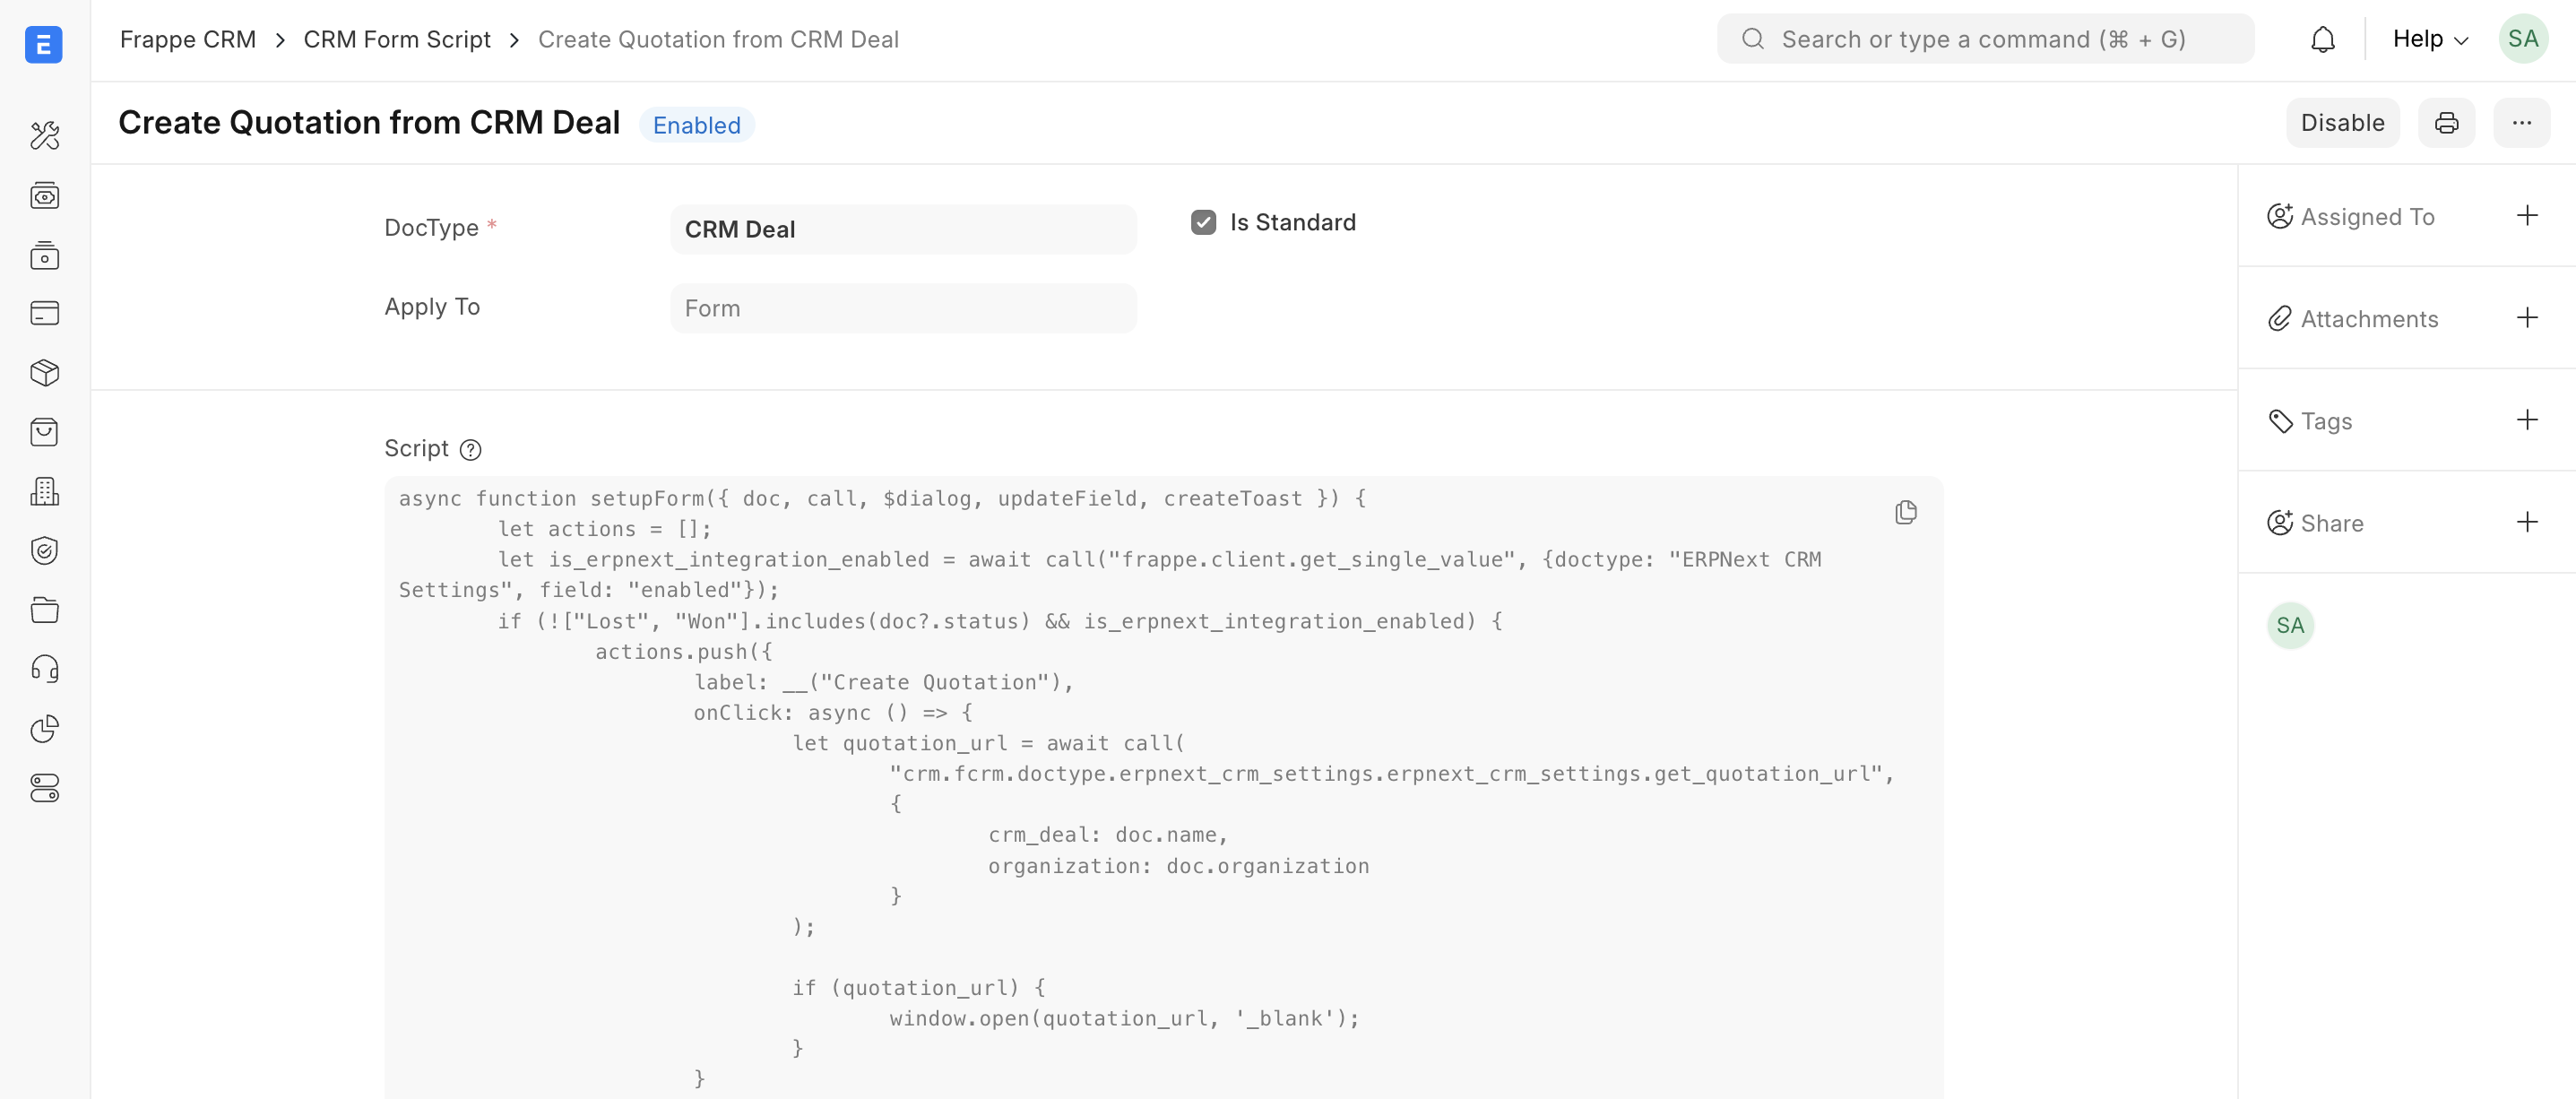 E
Frappe CRM > CRM Form Script > Create Quotation from CRM Deal
Search or type a command (⌘ + G)
Help
SA
Create Quotation from CRM Deal
Enabled
Disable
DocType *
CRM Deal
Is Standard
Apply To
Form
Assigned To
Attachments
Tags
Share
SA
Script
async function setupForm({ doc, call, $dialog, updateField, createToast }) {
let actions = [];
let is_erpnext_integration_enabled = await call("frappe.client.get_single_value", {doctype: "ERPNext CRM
Settings", field: "enabled"});
if (!["Lost", "Won"].includes(doc?.status) && is_erpnext_integration_enabled) {
actions.push({
label: __("Create Quotation"),
onClick: async () => {
let quotation_url = await call(
"crm.fcrm.doctype.erpnext_crm_settings.erpnext_crm_settings.get_quotation_url",
{
crm_deal: doc.name,
organization: doc.organization
}
);
if (quotation_url) {
window.open(quotation_url, '_blank');
}
}